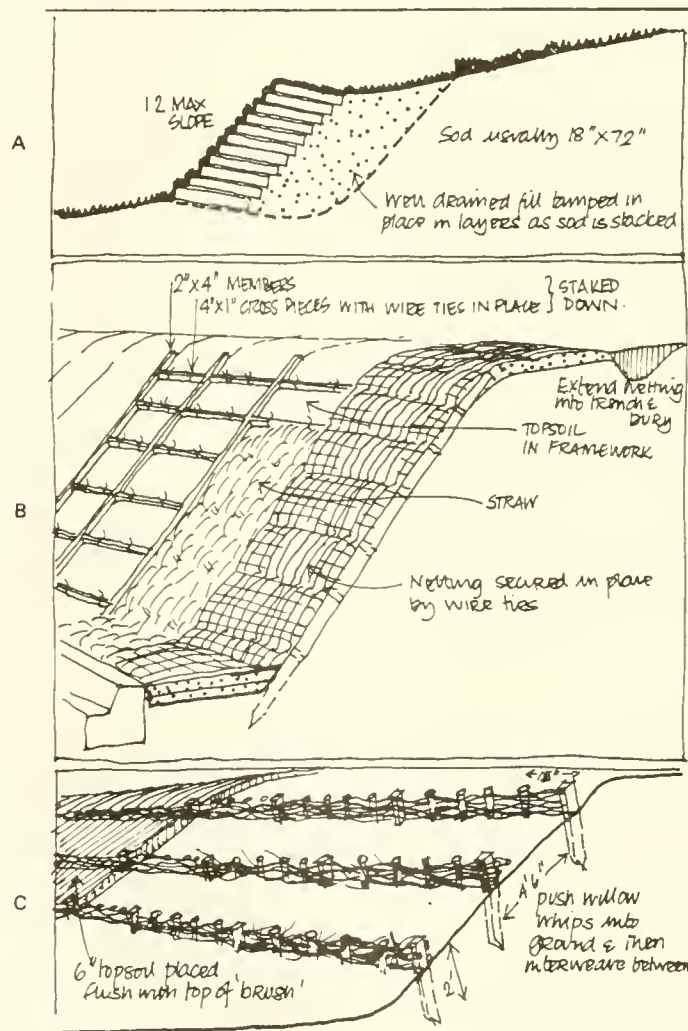 A
1 2 MAX
SLOPE
Sod usually 18" x 72"
Well drained fill tamped in
place in layers as sod is stacked
B
2" x 4" MEMBERS
14" x 1" CROSS PIECES WITH WIRE TIES IN PLACE } STAKED
DOWN.
Extend netting
into trench &
bury
TOPSOIL
IN FRAMEWORK
STRAW
Netting secured in place
by wire ties
C
18"
4'6"
push willow
whips into
ground & then
interweave between
2'
6" topsoil placed
flush with top of 'brush'